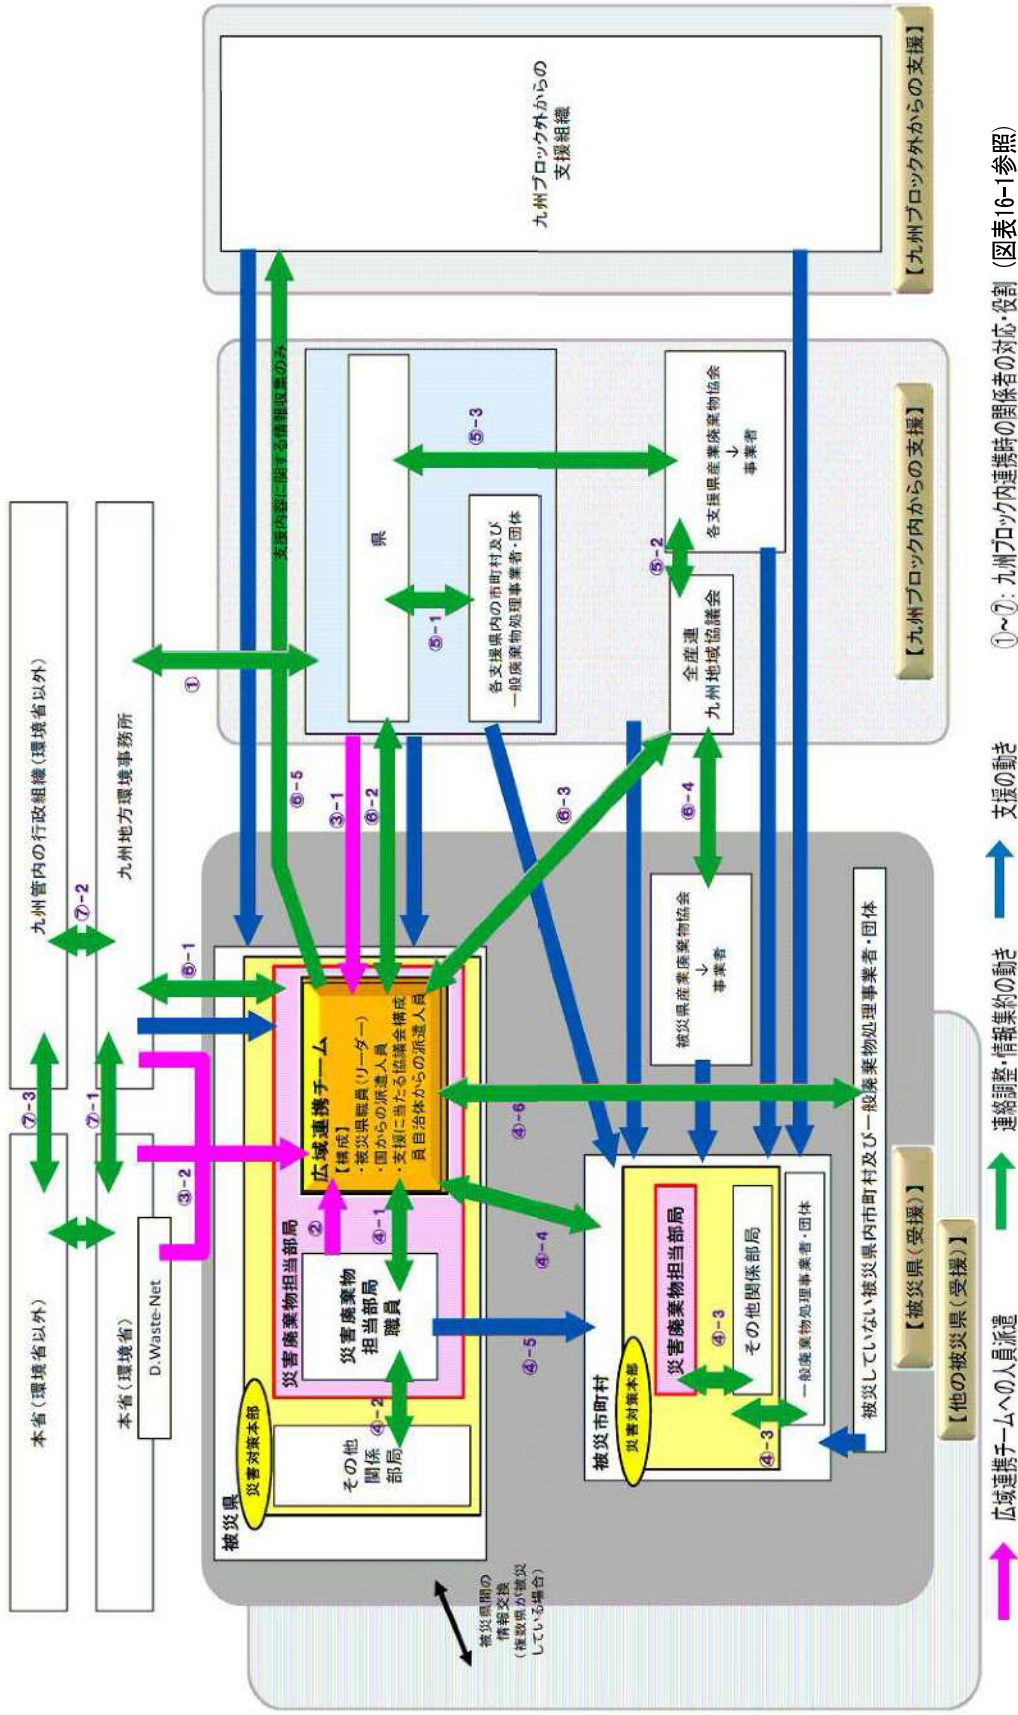 本省(環境省以外)
⑦-3
九州管内の行政組織(環境省以外)
⑦-2
本省(環境省)
D.Waste-Net
⑦-1
九州地方環境事務所
③-2
⑥-1
①
被災県
災害対策本部
その他
関係
部局
④-2
災害廃棄物担当部局
災害廃棄物
担当部局
職員
②
④-1
広域連携チーム
【構成】
・被災県職員(リーダー)
・国からの派遣人員
・支援に当たる協議会構成
員自治体からの派遣人員
⑥-5
支援内容に関する情報収集のみ
③-1
⑥-2
⑥-3
⑥-4
県
⑤-1
⑤-3
各支援県内の市町村及び
一般廃棄物処理事業者・団体
全産連
九州地域協議会
⑤-2
各支援県産業廃棄物協会
↓
事業者
九州ブロック外からの
支援組織
被災県間の
情報交換
(複数県が被災
している場合)
④-5
④-4
④-6
被災市町村
災害対策本部
災害廃棄物担当部局
④-3
その他関係部局
④-3
一般廃棄物処理事業者・団体
被災県産業廃棄物協会
↓
事業者
被災していない被災県内市町村及び一般廃棄物処理事業者・団体
【被災県(受援)】
【他の被災県(受援)】
【九州ブロック内からの支援】
【九州ブロック外からの支援】
広域連携チームへの人員派遣
連絡調整・情報集約の動き
支援の動き
①~⑦: 九州ブロック内連携時の関係者の対応・役割 (図表16-1参照)